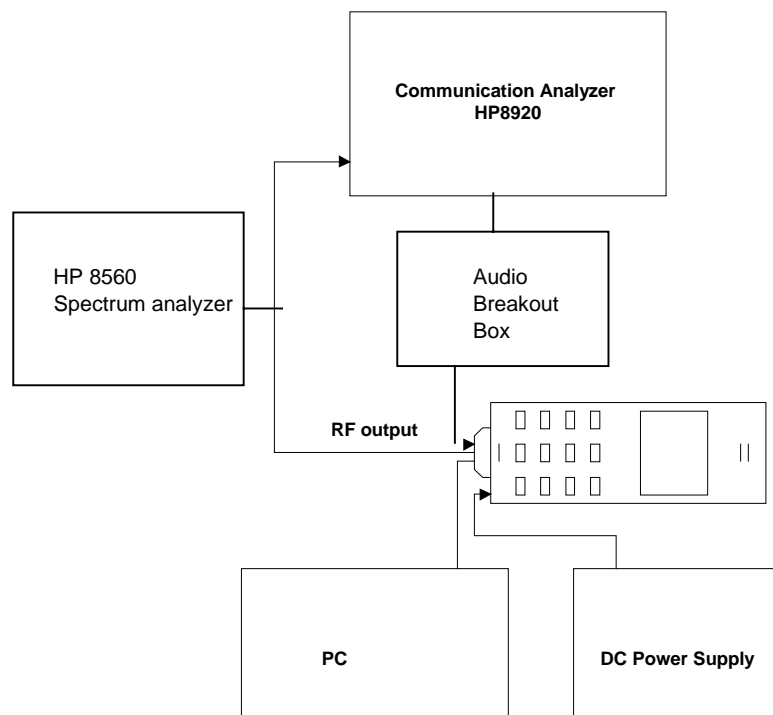 Communication Analyzer
HP8920
HP 8560
Spectrum analyzer
Audio
Breakout
Box
RF output
PC
DC Power Supply